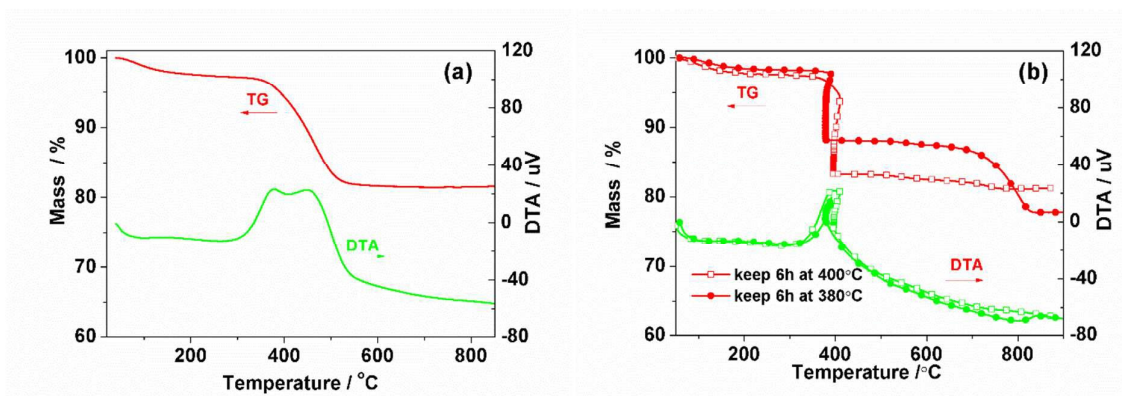 (a)
TG
DTA
Mass / %
100
90
80
70
60
200 400 600 800
Temperature / °C
120
80
40
0
-40
-80
DTA / uV
(b)
TG
DTA
keep 6h at 400°C
keep 6h at 380°C
Mass / %
100
90
80
70
60
200 400 600 800
Temperature /°C
120
80
40
0
-40
-80
DTA / uV